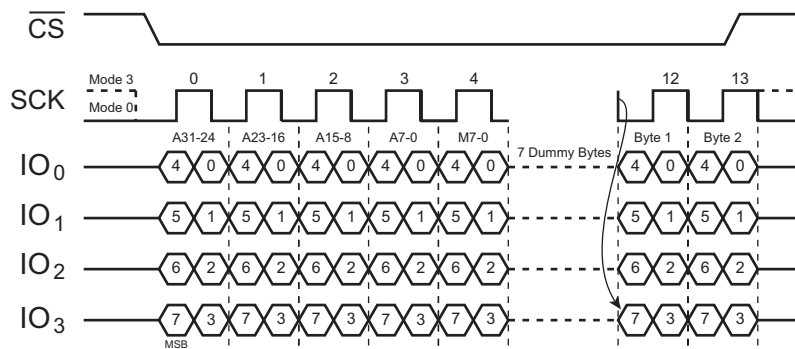 CS
Mode 3 0 1 2 3 4 12 13
SCK
Mode 0
A31-24 A23-16 A15-8 A7-0 M7-0 Byte 1 Byte 2
7 Dummy Bytes
IO0 4 0 4 0 4 0 4 0 4 0 4 0 4 0
IO1 5 1 5 1 5 1 5 1 5 1 5 1 5 1
IO2 6 2 6 2 6 2 6 2 6 2 6 2 6 2
IO3 7 3 7 3 7 3 7 3 7 3 7 3 7 3
MSB